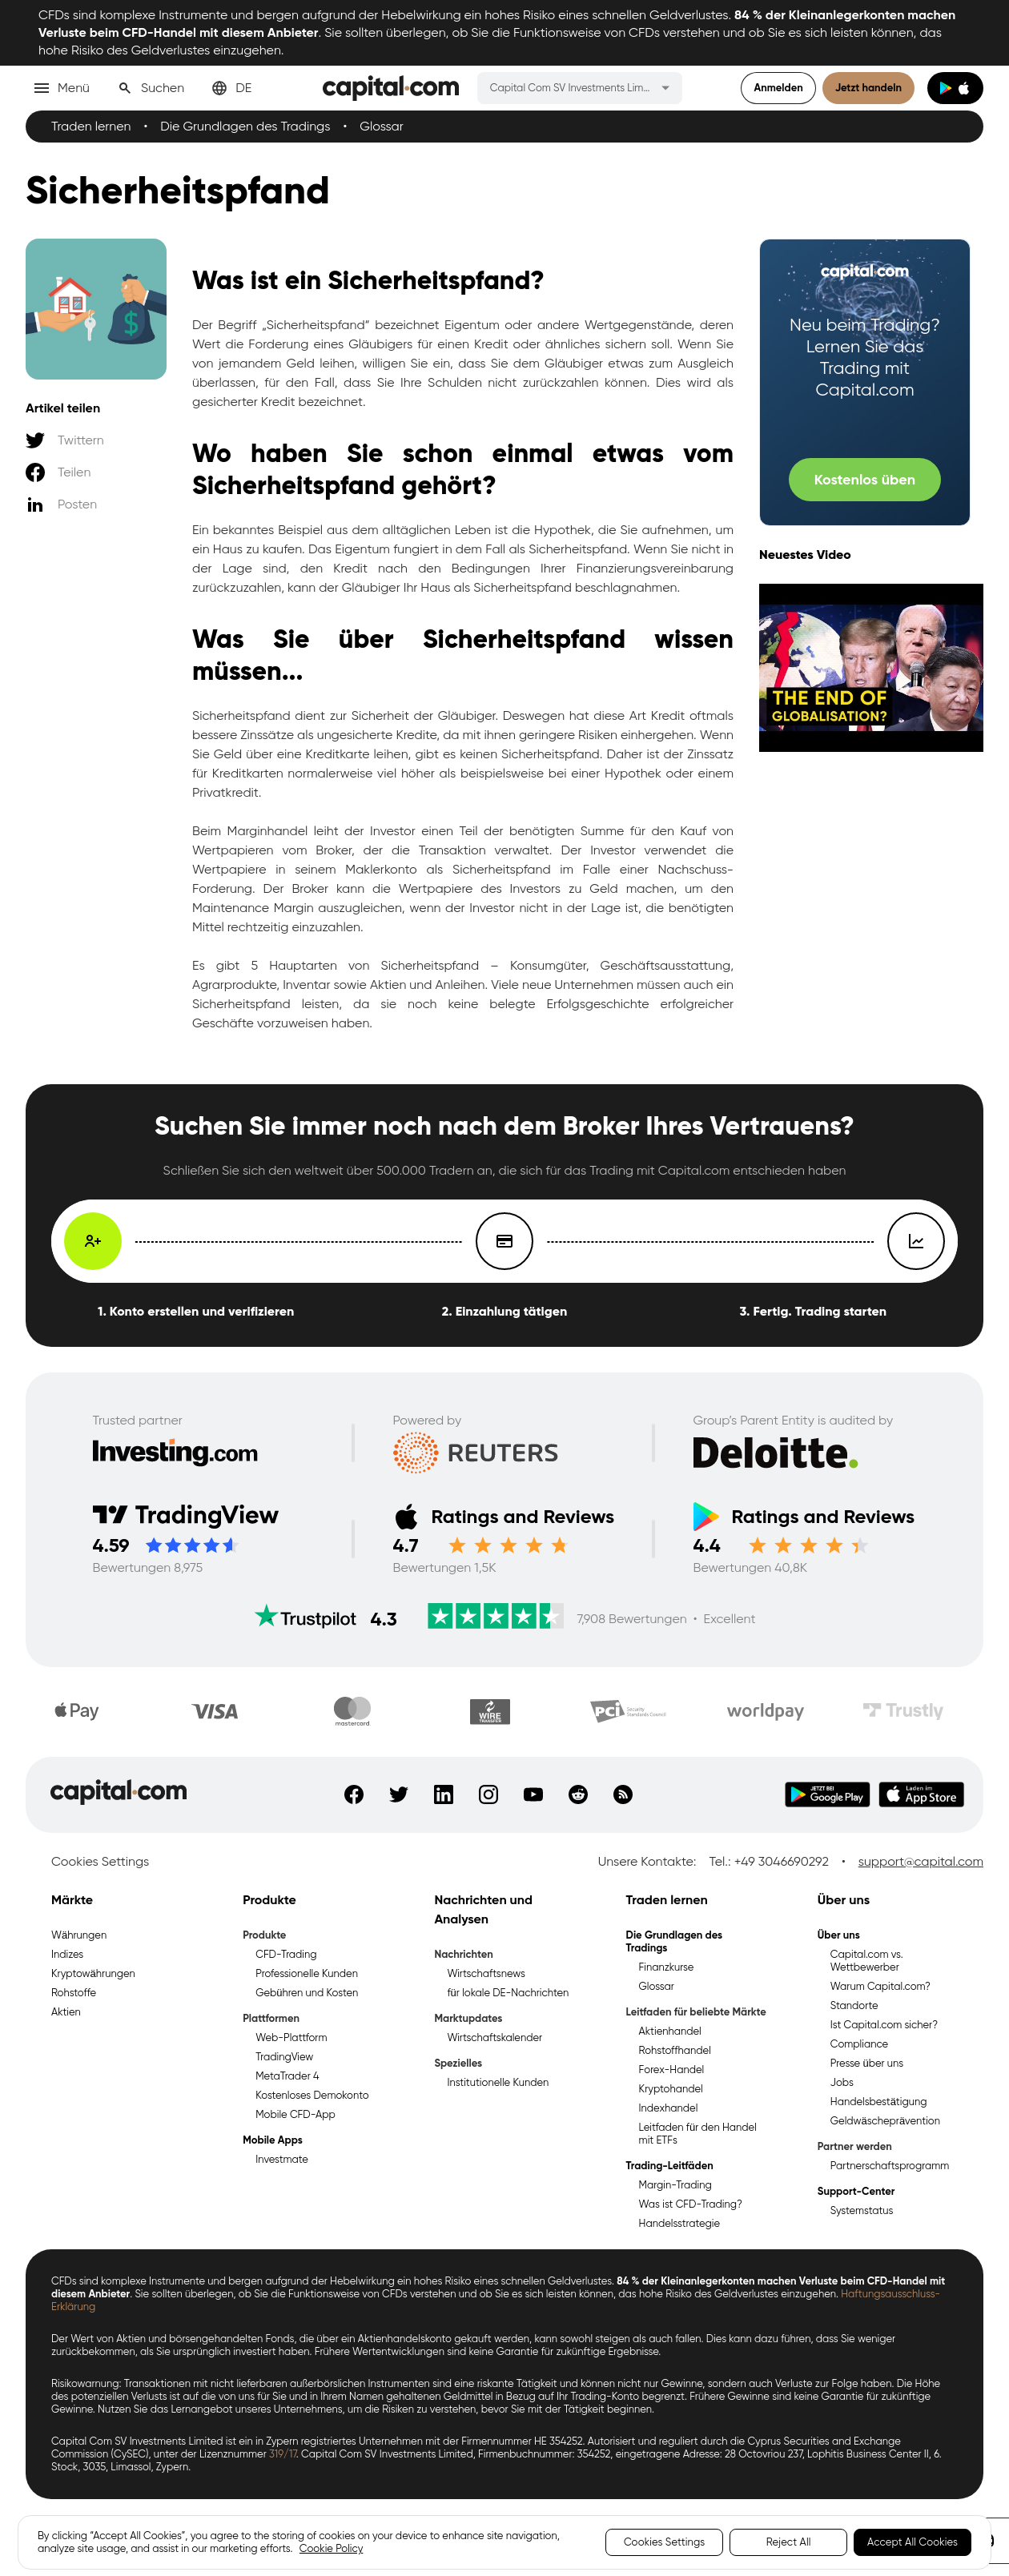 CFDs sind komplexe Instrumente und bergen aufgrund der Hebelwirkung ein hohes Risiko eines schnellen Geldverlustes. 84 % der Kleinanlegerkonten machen
Verluste beim CFD-Handel mit diesem Anbieter. Sie sollten überlegen, ob Sie die Funktionsweise von CFDs verstehen und ob Sie es sich leisten können, das
hohe Risiko des Geldverlustes einzugehen.
Menü
Suchen
DE
capital.com
Capital Com SV Investments Lim...
Anmelden
Jetzt handeln
Traden lernen • Die Grundlagen des Tradings • Glossar
Sicherheitspfand
Artikel teilen
Twittern
Teilen
Posten
Was ist ein Sicherheitspfand?
Der Begriff „Sicherheitspfand“ bezeichnet Eigentum oder andere Wertgegenstände, deren
Wert die Forderung eines Gläubigers für einen Kredit oder ähnliches sichern soll. Wenn Sie
von jemandem Geld leihen, willigen Sie ein, dass Sie dem Gläubiger etwas zum Ausgleich
überlassen, für den Fall, dass Sie Ihre Schulden nicht zurückzahlen können. Dies wird als
gesicherter Kredit bezeichnet.
Wo haben Sie schon einmal etwas vom
Sicherheitspfand gehört?
Ein bekanntes Beispiel aus dem alltäglichen Leben ist die Hypothek, die Sie aufnehmen, um
ein Haus zu kaufen. Das Eigentum fungiert in dem Fall als Sicherheitspfand. Wenn Sie nicht in
der Lage sind, den Kredit nach den Bedingungen Ihrer Finanzierungsvereinbarung
zurückzuzahlen, kann der Gläubiger Ihr Haus als Sicherheitspfand beschlagnahmen.
Was Sie über Sicherheitspfand wissen
müssen...
Sicherheitspfand dient zur Sicherheit der Gläubiger. Deswegen hat diese Art Kredit oftmals
bessere Zinssätze als ungesicherte Kredite, da mit ihnen geringere Risiken einhergehen. Wenn
Sie Geld über eine Kreditkarte leihen, gibt es keinen Sicherheitspfand. Daher ist der Zinssatz
für Kreditkarten normalerweise viel höher als beispielsweise bei einer Hypothek oder einem
Privatkredit.
Beim Marginhandel leiht der Investor einen Teil der benötigten Summe für den Kauf von
Wertpapieren vom Broker, der die Transaktion verwaltet. Der Investor verwendet die
Wertpapiere in seinem Maklerkonto als Sicherheitspfand im Falle einer Nachschuss-
Forderung. Der Broker kann die Wertpapiere des Investors zu Geld machen, um den
Maintenance Margin auszugleichen, wenn der Investor nicht in der Lage ist, die benötigten
Mittel rechtzeitig einzuzahlen.
Es gibt 5 Hauptarten von Sicherheitspfand – Konsumgüter, Geschäftsausstattung,
Agrarprodukte, Inventar sowie Aktien und Anleihen. Viele neue Unternehmen müssen auch ein
Sicherheitspfand leisten, da sie noch keine belegte Erfolgsgeschichte erfolgreicher
Geschäfte vorzuweisen haben.
capital.com
Neu beim Trading?
Lernen Sie das
Trading mit
Capital.com
Kostenlos üben
Neuestes Video
THE END OF
GLOBALISATION?
Suchen Sie immer noch nach dem Broker Ihres Vertrauens?
Schließen Sie sich den weltweit über 500.000 Tradern an, die sich für das Trading mit Capital.com entschieden haben
1. Konto erstellen und verifizieren
2. Einzahlung tätigen
3. Fertig. Trading starten
Trusted partner
Investing.com
Powered by
REUTERS
Group's Parent Entity is audited by
Deloitte.
TradingView
4.59
Bewertungen 8,975
Ratings and Reviews
4.7
Bewertungen 1,5K
Ratings and Reviews
4.4
Bewertungen 40,8K
Trustpilot 4.3
7,908 Bewertungen • Excellent
Pay
VISA
mastercard
WIRE
TRANSFER
PCI Security
Standards Council
worldpay
Trustly
capital.com
JETZT BEI
Google Play
Laden im
App Store
Cookies Settings
Unsere Kontakte: Tel.: +49 3046690292 • support@capital.com
Märkte
Währungen
Indizes
Kryptowährungen
Rohstoffe
Aktien
Produkte
Produkte
CFD-Trading
Professionelle Kunden
Gebühren und Kosten
Plattformen
Web-Plattform
TradingView
MetaTrader 4
Kostenloses Demokonto
Mobile CFD-App
Mobile Apps
Investmate
Nachrichten und
Analysen
Nachrichten
Wirtschaftsnews
für lokale DE-Nachrichten
Marktupdates
Wirtschaftskalender
Spezielles
Institutionelle Kunden
Traden lernen
Die Grundlagen des
Tradings
Finanzkurse
Glossar
Leitfaden für beliebte Märkte
Aktienhandel
Rohstoffhandel
Forex-Handel
Kryptohandel
Indexhandel
Leitfaden für den Handel
mit ETFs
Trading-Leitfäden
Margin-Trading
Was ist CFD-Trading?
Handelsstrategie
Über uns
Über uns
Capital.com vs.
Wettbewerber
Warum Capital.com?
Standorte
Ist Capital.com sicher?
Compliance
Presse über uns
Jobs
Handelsbestätigung
Geldwäscheprävention
Partner werden
Partnerschaftsprogramm
Support-Center
Systemstatus
CFDs sind komplexe Instrumente und bergen aufgrund der Hebelwirkung ein hohes Risiko eines schnellen Geldverlustes. 84 % der Kleinanlegerkonten machen Verluste beim CFD-Handel mit
diesem Anbieter. Sie sollten überlegen, ob Sie die Funktionsweise von CFDs verstehen und ob Sie es sich leisten können, das hohe Risiko des Geldverlustes einzugehen. Haftungsausschluss-
Erklärung
Der Wert von Aktien und börsengehandelten Fonds, die über ein Aktienhandelskonto gekauft werden, kann sowohl steigen als auch fallen. Dies kann dazu führen, dass Sie weniger
zurückbekommen, als Sie ursprünglich investiert haben. Frühere Wertentwicklungen sind keine Garantie für zukünftige Ergebnisse.
Risikowarnung: Transaktionen mit nicht lieferbaren außerbörslichen Instrumenten sind eine riskante Tätigkeit und können nicht nur Gewinne, sondern auch Verluste zur Folge haben. Die Höhe
des potenziellen Verlusts ist auf die von uns für Sie und in Ihrem Namen gehaltenen Geldmittel in Bezug auf Ihr Trading-Konto begrenzt. Frühere Gewinne sind keine Garantie für zukünftige
Gewinne. Nutzen Sie das Lernangebot unseres Unternehmens, um die Risiken zu verstehen, bevor Sie mit der Tätigkeit beginnen.
Capital Com SV Investments Limited ist ein in Zypern registriertes Unternehmen mit der Firmennummer HE 354252. Autorisiert und reguliert durch die Cyprus Securities and Exchange
Commission (CySEC), unter der Lizenznummer 319/17. Capital Com SV Investments Limited, Firmenbuchnummer: 354252, eingetragene Adresse: 28 Octovriou 237, Lophitis Business Center II, 6.
Stock, 3035, Limassol, Zypern.
By clicking “Accept All Cookies”, you agree to the storing of cookies on your device to enhance site navigation,
analyze site usage, and assist in our marketing efforts. Cookie Policy
Cookies Settings
Reject All
Accept All Cookies